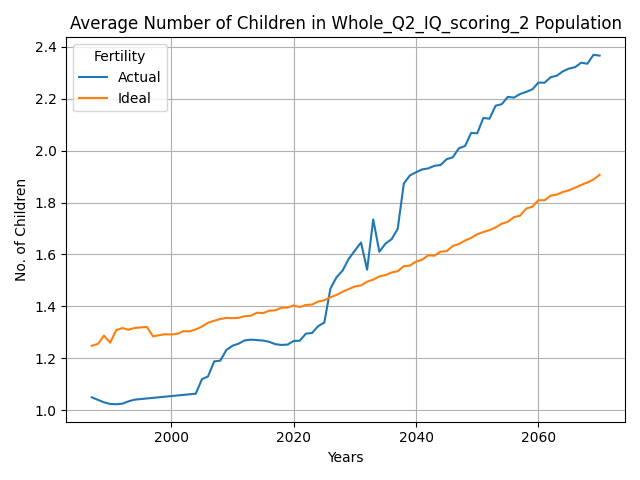 Average Number of Children in Whole_Q2_IQ_scoring_2 Population
Fertility
Actual
Ideal
No. of Children
2.4
2.2
2.0
1.8
1.6
1.4
1.2
1.0
2000
2020
2040
2060
Years